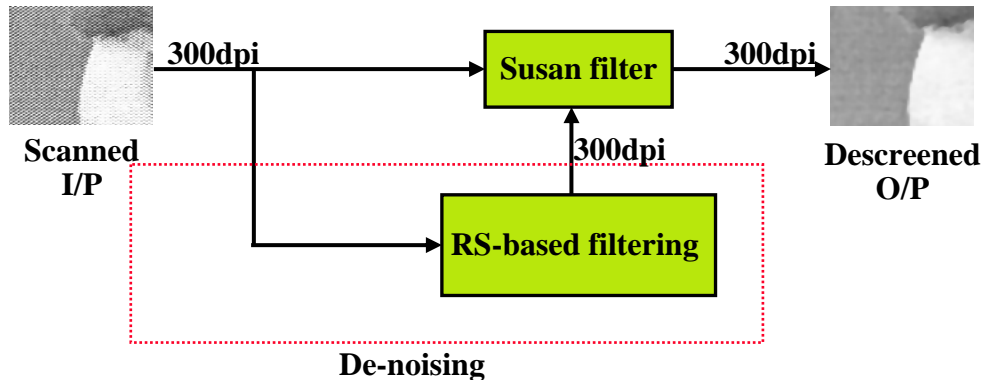 300dpi
Susan filter
300dpi
Scanned
I/P
300dpi
Descreened
O/P
RS-based filtering
De-noising